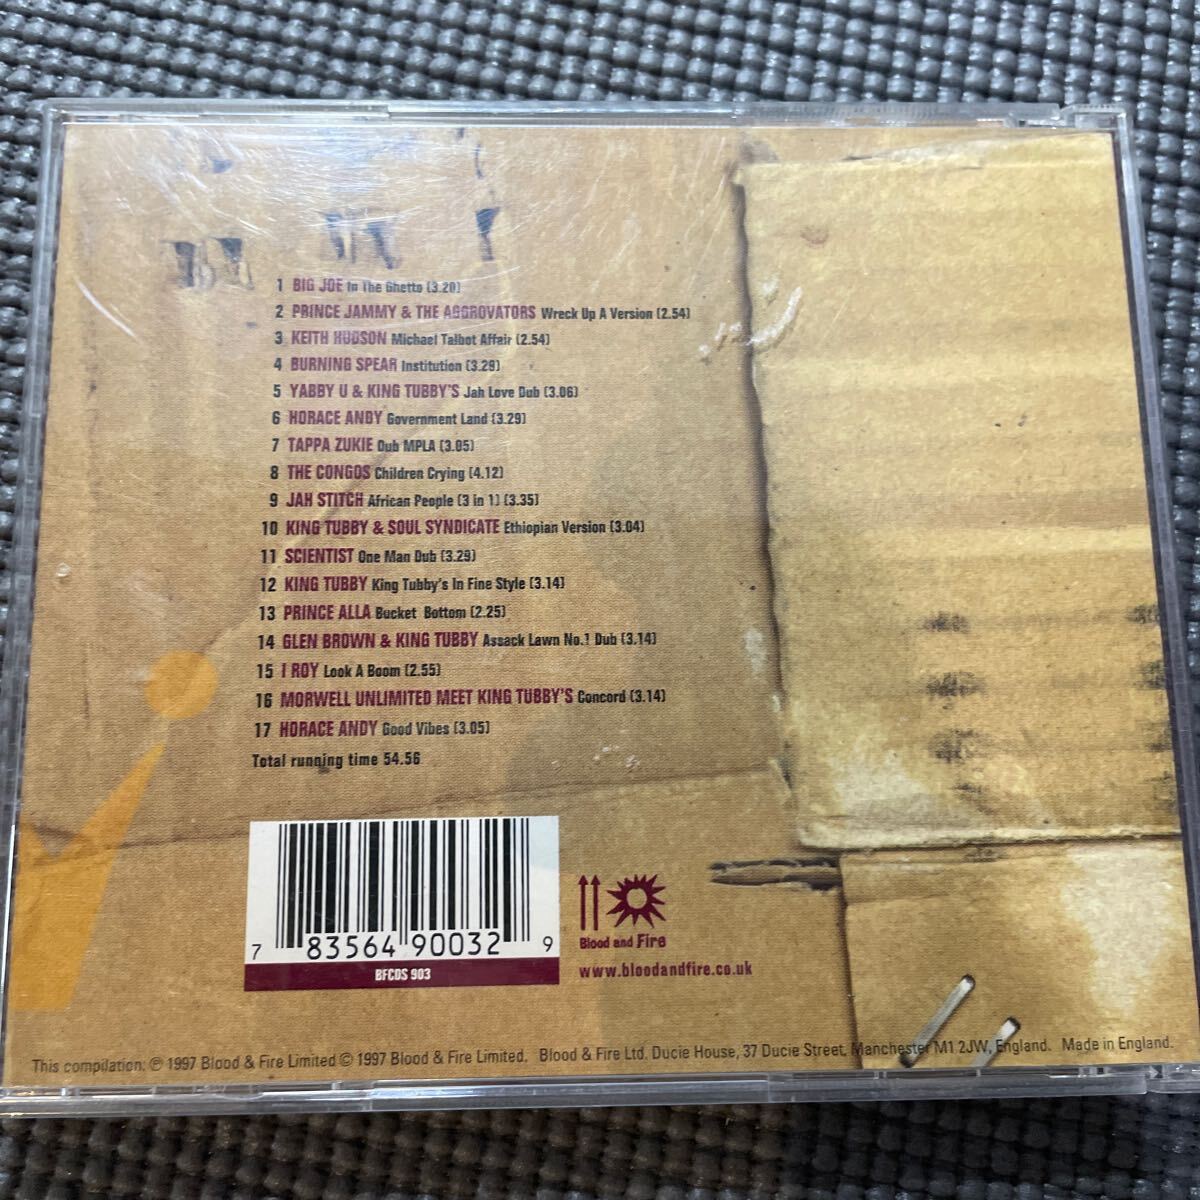 1 BIG JOE In The Ghetto (3.20)
2 PRINCE JAMMY & THE AGGROVATORS Wreck Up A Version (2.54)
3 KEITH HUDSON Michael Talbot Affair (2.54)
4 BURNING SPEAR Institution (3.29)
5 YABBY U & KING TUBBY'S Jah Love Dub (3.06)
6 HORACE ANDY Government Land (3.29)
7 TAPPA ZUKIE Dub MPLA (3.05)
8 THE CONGOS Children Crying (4.12)
9 JAH STITCH African People (3 in 1) (3.35)
10 KING TUBBY & SOUL SYNDICATE Ethiopian Version (3.04)
11 SCIENTIST One Man Dub (3.29)
12 KING TUBBY King Tubby's In Fine Style (3.14)
13 PRINCE ALLA Bucket Bottom (2.25)
14 GLEN BROWN & KING TUBBY Assack Lawn No.1 Dub (3.14)
15 I ROY Look A Boom (2.55)
16 MORWELL UNLIMITED MEET KING TUBBY'S Concord (3.14)
17 HORACE ANDY Good Vibes (3.05)
Total running time 54.56
7 83564 90032 9
BFCDS 903
Blood and Fire
www.bloodandfire.co.uk
This compilation: ℗ 1997 Blood & Fire Limited © 1997 Blood & Fire Limited. Blood & Fire Ltd. Ducie House, 37 Ducie Street, Manchester M1 2JW, England. Made in England.